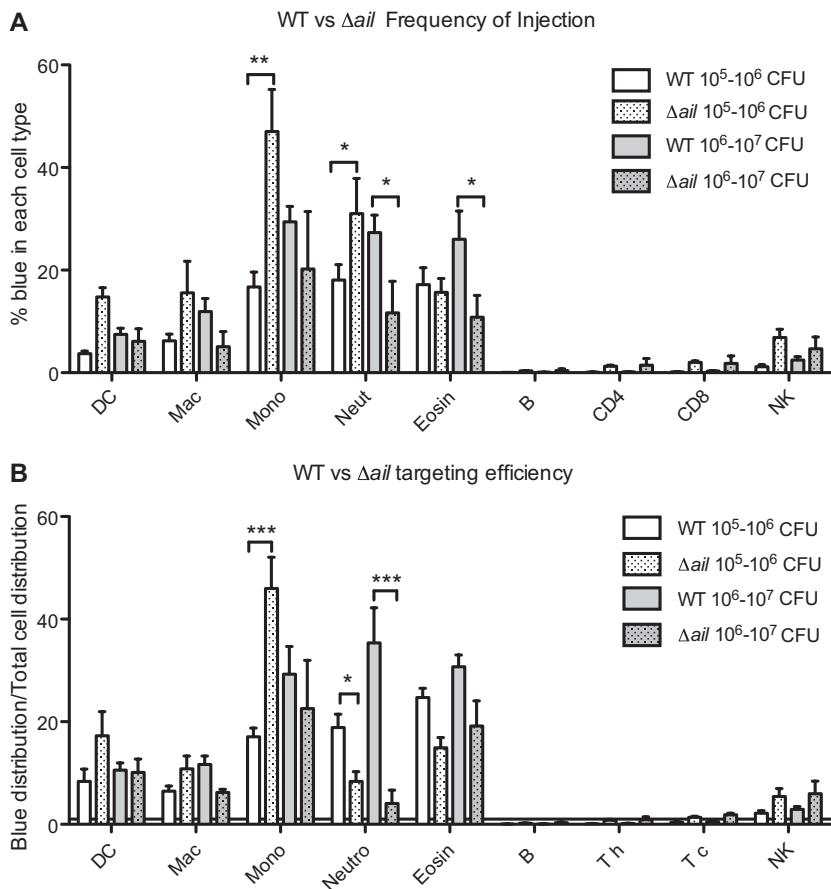 A
WT vs Δail Frequency of Injection
% blue in each cell type
60
40
20
0
WT 10⁵-10⁶ CFU
Δail 10⁵-10⁶ CFU
WT 10⁶-10⁷ CFU
Δail 10⁶-10⁷ CFU
**
*
*
*
DC
Mac
Mono
Neut
Eosin
B
CD4
CD8
NK
B
WT vs Δail targeting efficiency
Blue distribution/Total cell distribution
60
40
20
0
WT 10⁵-10⁶ CFU
Δail 10⁵-10⁶ CFU
WT 10⁶-10⁷ CFU
Δail 10⁶-10⁷ CFU
***
***
*
DC
Mac
Mono
Neutro
Eosin
B
T h
T c
NK